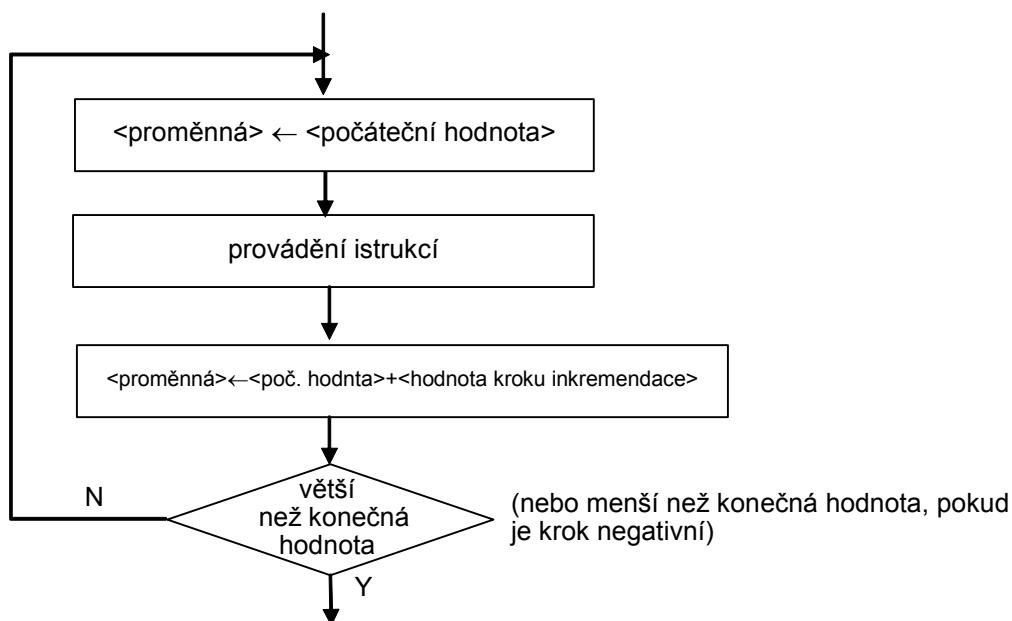 <proměnná> ← <počáteční hodnota>
provádění istrukcí
<proměnná>←<poč. hodnta>+<hodnota kroku inkremendace>
N
větší
než konečná
hodnota
(nebo menší než konečná hodnota, pokud
je krok negativní)
Y